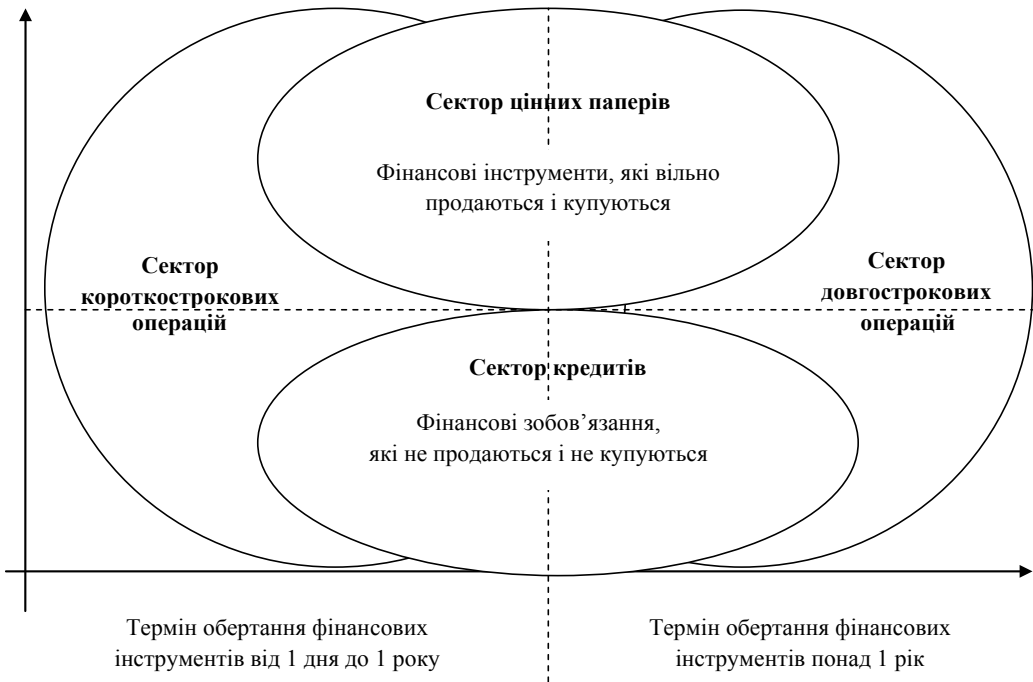 Сектор цінних паперів
Фінансові інструменти, які вільно
продаються і купуються
Сектор
короткострокових
операцій
Сектор
довгострокових
операцій
Сектор кредитів
Фінансові зобов’язання,
які не продаються і не купуються
Термін обертання фінансових
інструментів від 1 дня до 1 року
Термін обертання фінансових
інструментів понад 1 рік